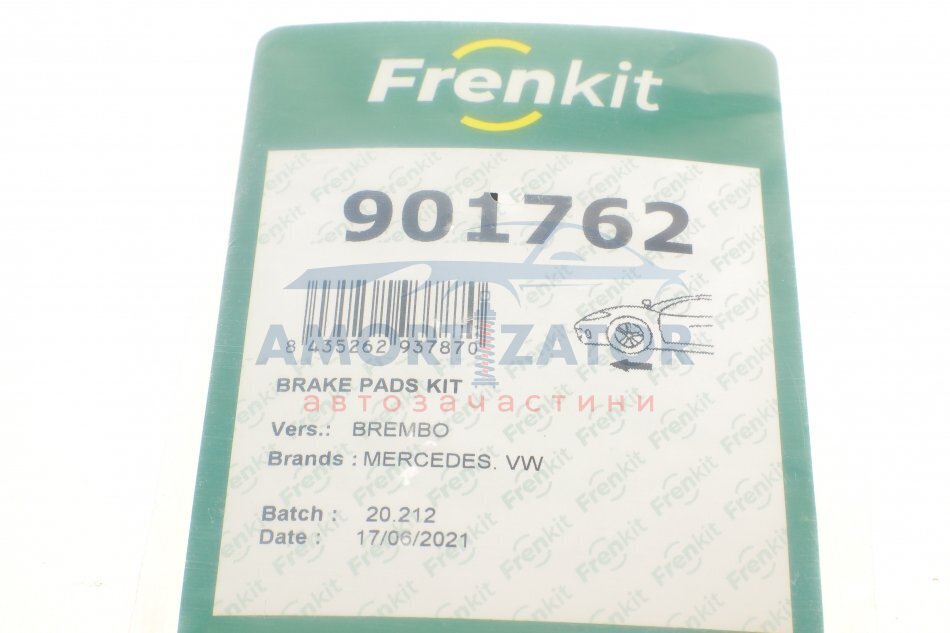 Frenkit
901762
8 435262 937870
AMORTIZATOR
BRAKE PADS KIT
автозачастини
Vers.: BREMBO
Brands : MERCEDES. VW
Batch : 20.212
Date : 17/06/2021